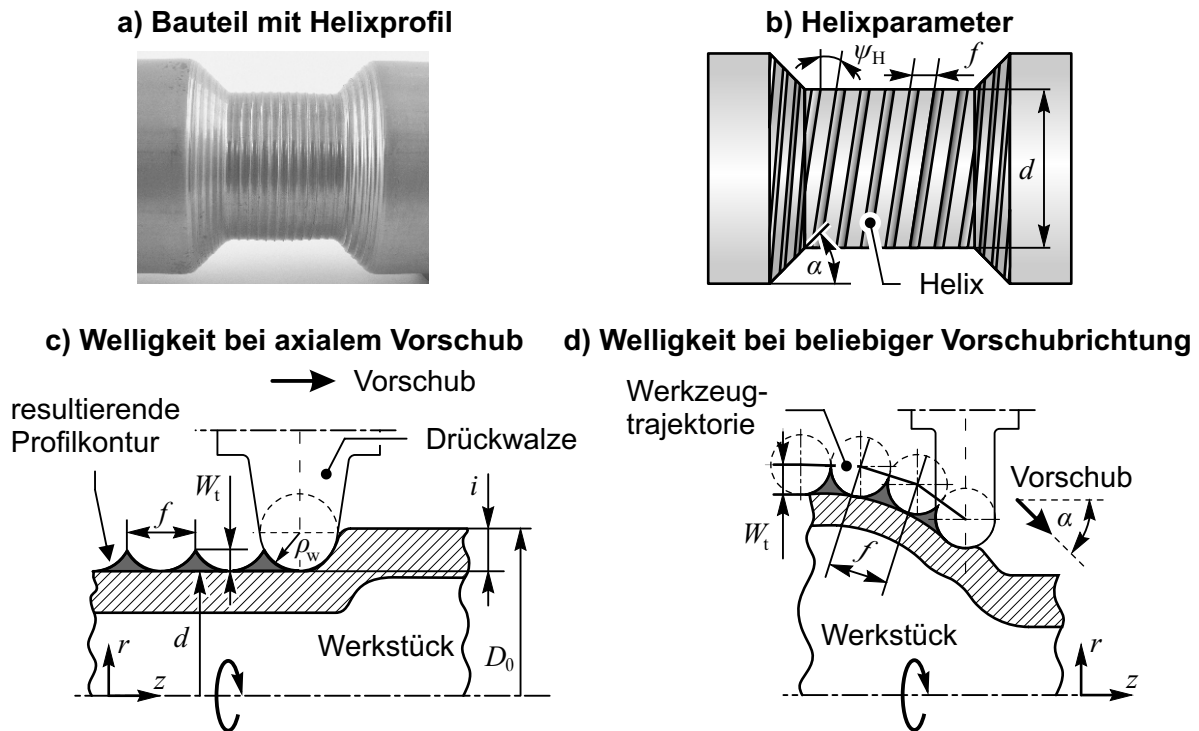 a) Bauteil mit Helixprofil
b) Helixparameter
ψH
f
d
α
Helix
c) Welligkeit bei axialem Vorschub
d) Welligkeit bei beliebiger Vorschubrichtung
Vorschub
resultierende
Profilkontur
Drückwalze
Wt
i
f
ρw
d
Werkstück
D0
r
z
Werkzeug-
trajektorie
Vorschub
α
Wt
f
Werkstück
r
z